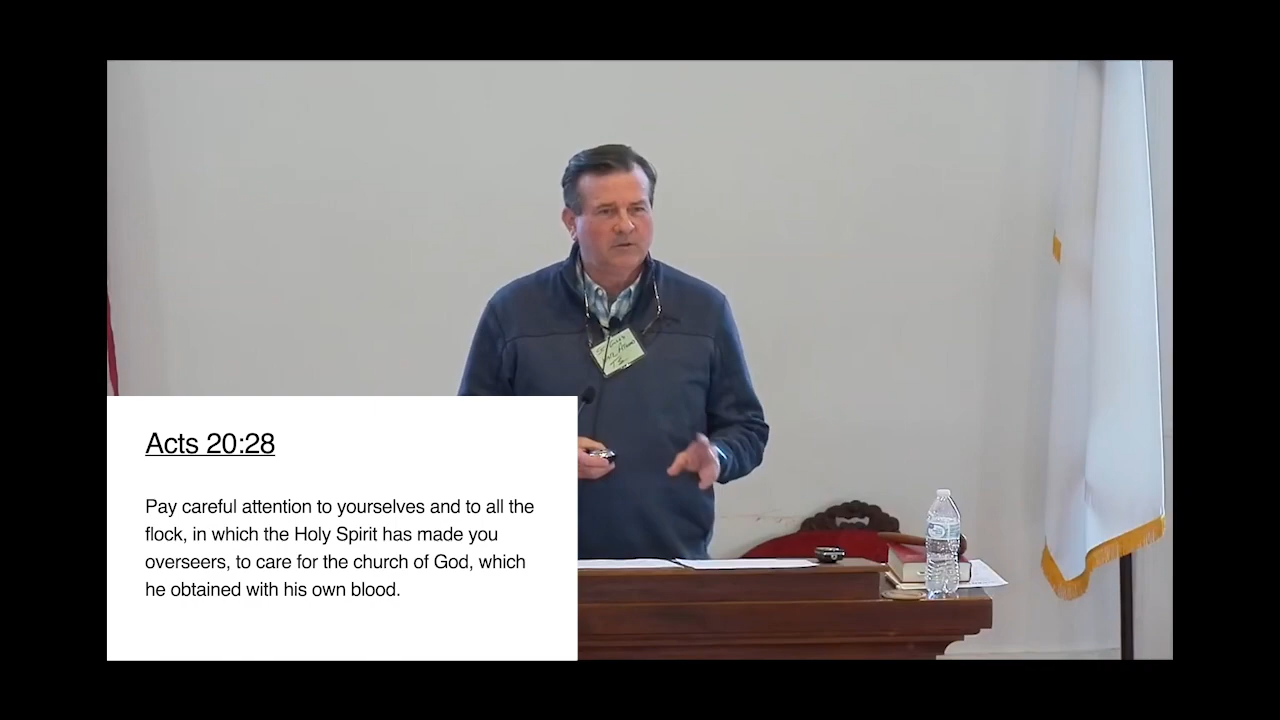 Acts 20:28
Pay careful attention to yourselves and to all the
flock, in which the Holy Spirit has made you
overseers, to care for the church of God, which
he obtained with his own blood.